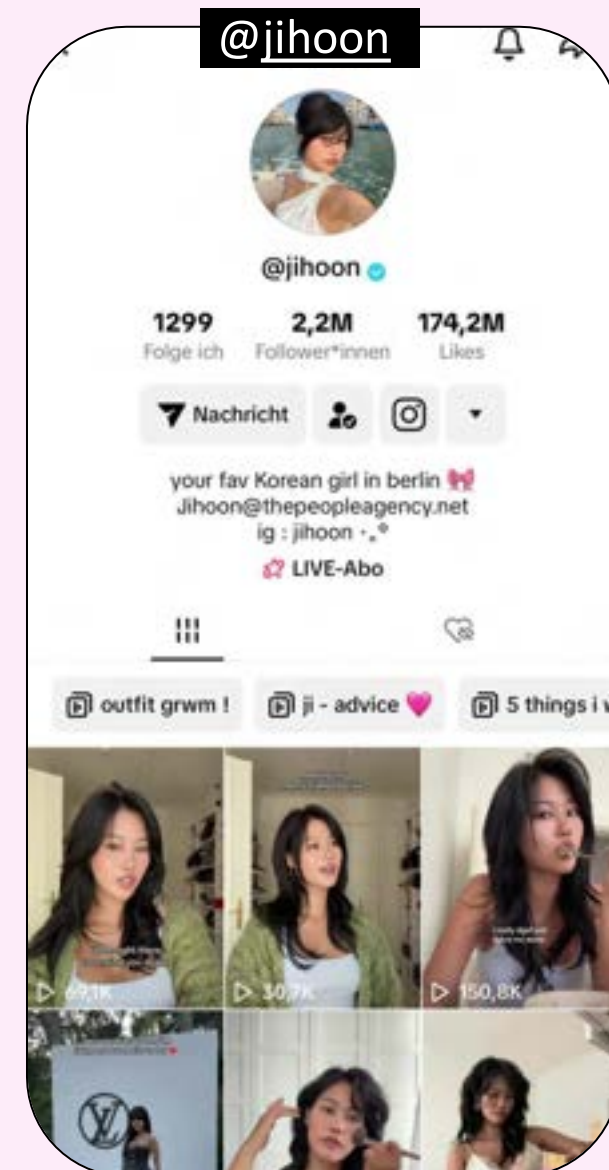 @jihoon
@jihoon
1299 2,2M 174,2M
Folge ich Follower*innen Likes
Nachricht
your fav Korean girl in berlin 🎀
Jihoon@thepeopleagency.net
ig : jihoon
LIVE-Abo
outfit grwm ! ji - advice 🩷 5 things i
69,1K 30,7K 150,8K
LV